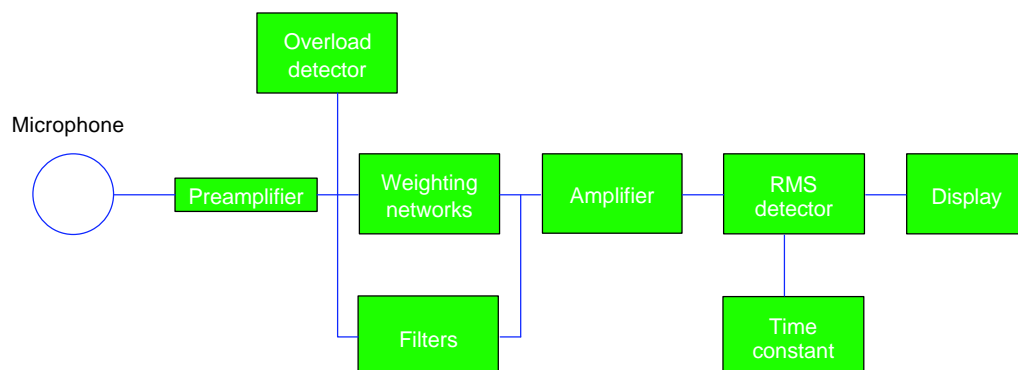 Overload
detector
Microphone
Preamplifier
Weighting
networks
Amplifier
RMS
detector
Display
Filters
Time
constant